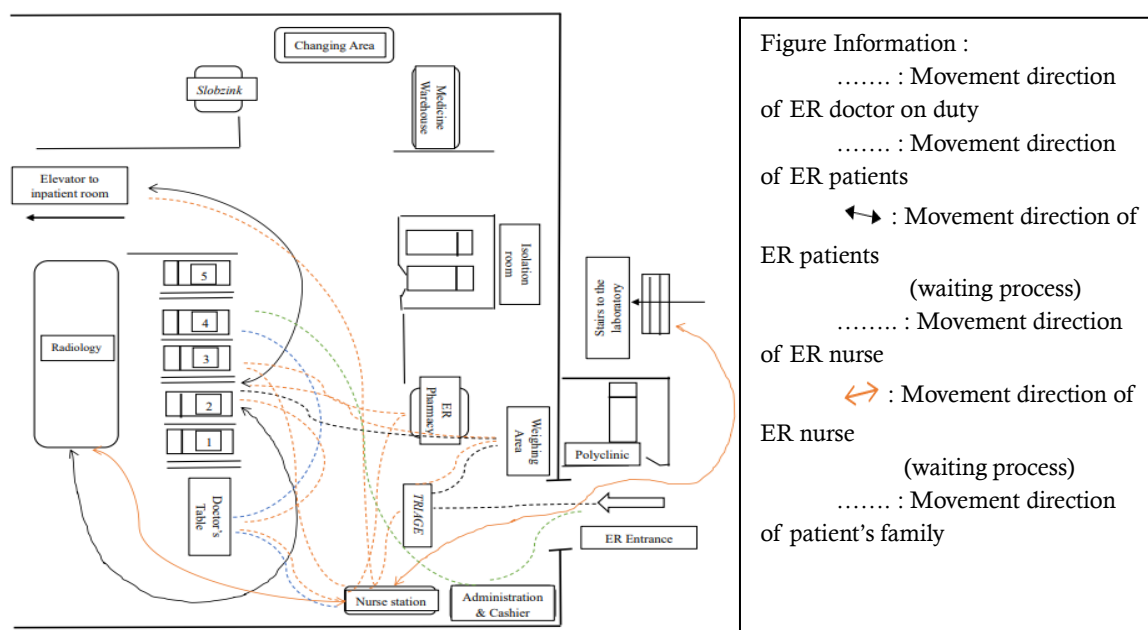 Changing Area
Slobzink
Medicine
Warehouse
Elevator to
inpatient room
Isolation
room
Stairs to the
laboratory
5
4
3
2
1
Radiology
ER
Pharmacy
Weighing
Area
Polyclinic
Doctor's
Table
TRIAGE
ER Entrance
Nurse station
Administration
& Cashier
Figure Information :
……. : Movement direction
of ER doctor on duty
……. : Movement direction
of ER patients
: Movement direction of
ER patients
(waiting process)
…….. : Movement direction
of ER nurse
: Movement direction of
ER nurse
(waiting process)
……. : Movement direction
of patient's family